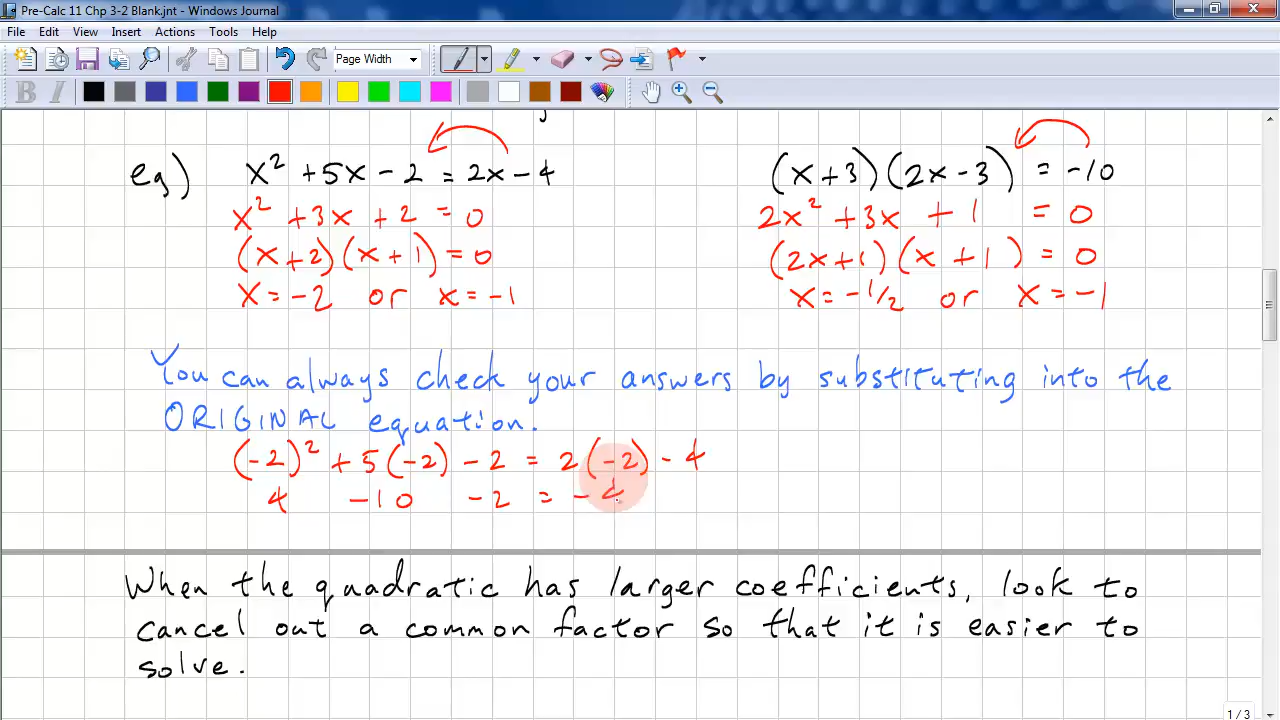 Pre-Calc 11 Chp 3-2 Blank.jnt - Windows Journal
File Edit View Insert Actions Tools Help
Page Width
B I
eg) x² + 5x - 2 = 2x - 4
x² + 3x + 2 = 0
(x + 2)(x + 1) = 0
x = -2 or x = -1
(x+3)(2x-3) = -10
2x² + 3x + 1 = 0
(2x+1)(x + 1) = 0
x = -1/2 or x = -1
You can always check your answers by substituting into the
ORIGINAL equation.
(-2)² + 5(-2) - 2 = 2(-2) - 4
4 -10 -2 = -4
When the quadratic has larger coefficients, look to
cancel out a common factor so that it is easier to
solve.
1/3